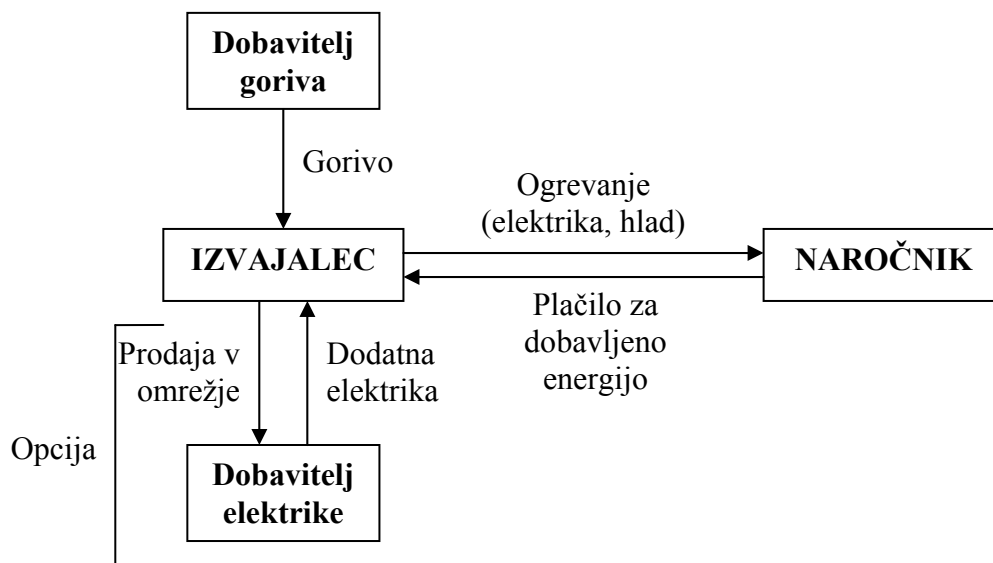 Dobavitelj
goriva
Gorivo
Ogrevanje
(elektrika, hlad)
IZVAJALEC
NAROČNIK
Plačilo za
dobavljeno
energijo
Prodaja v
omrežje
Dodatna
elektrika
Opcija
Dobavitelj
elektrike